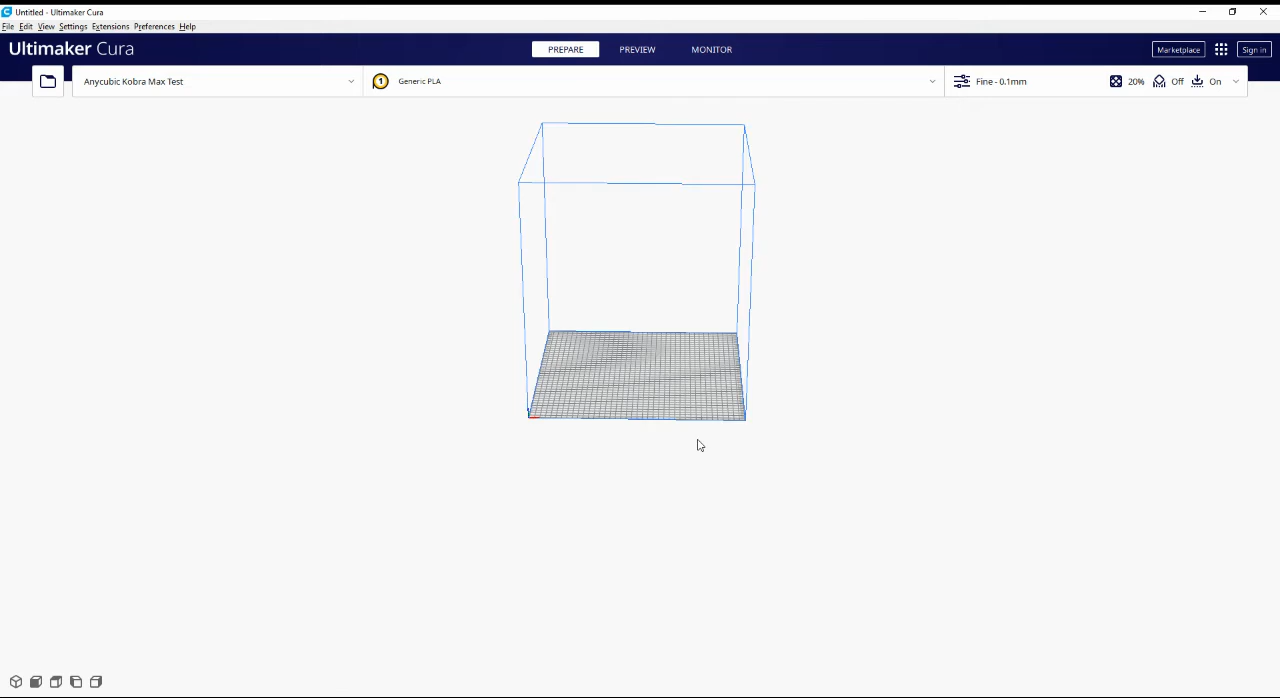 Untitled - Ultimaker Cura
File Edit View Settings Extensions Preferences Help
Ultimaker Cura
PREPARE PREVIEW MONITOR
Marketplace Sign in
Anycubic Kobra Max Test 1 Generic PLA Fine - 0.1mm 20% Off On